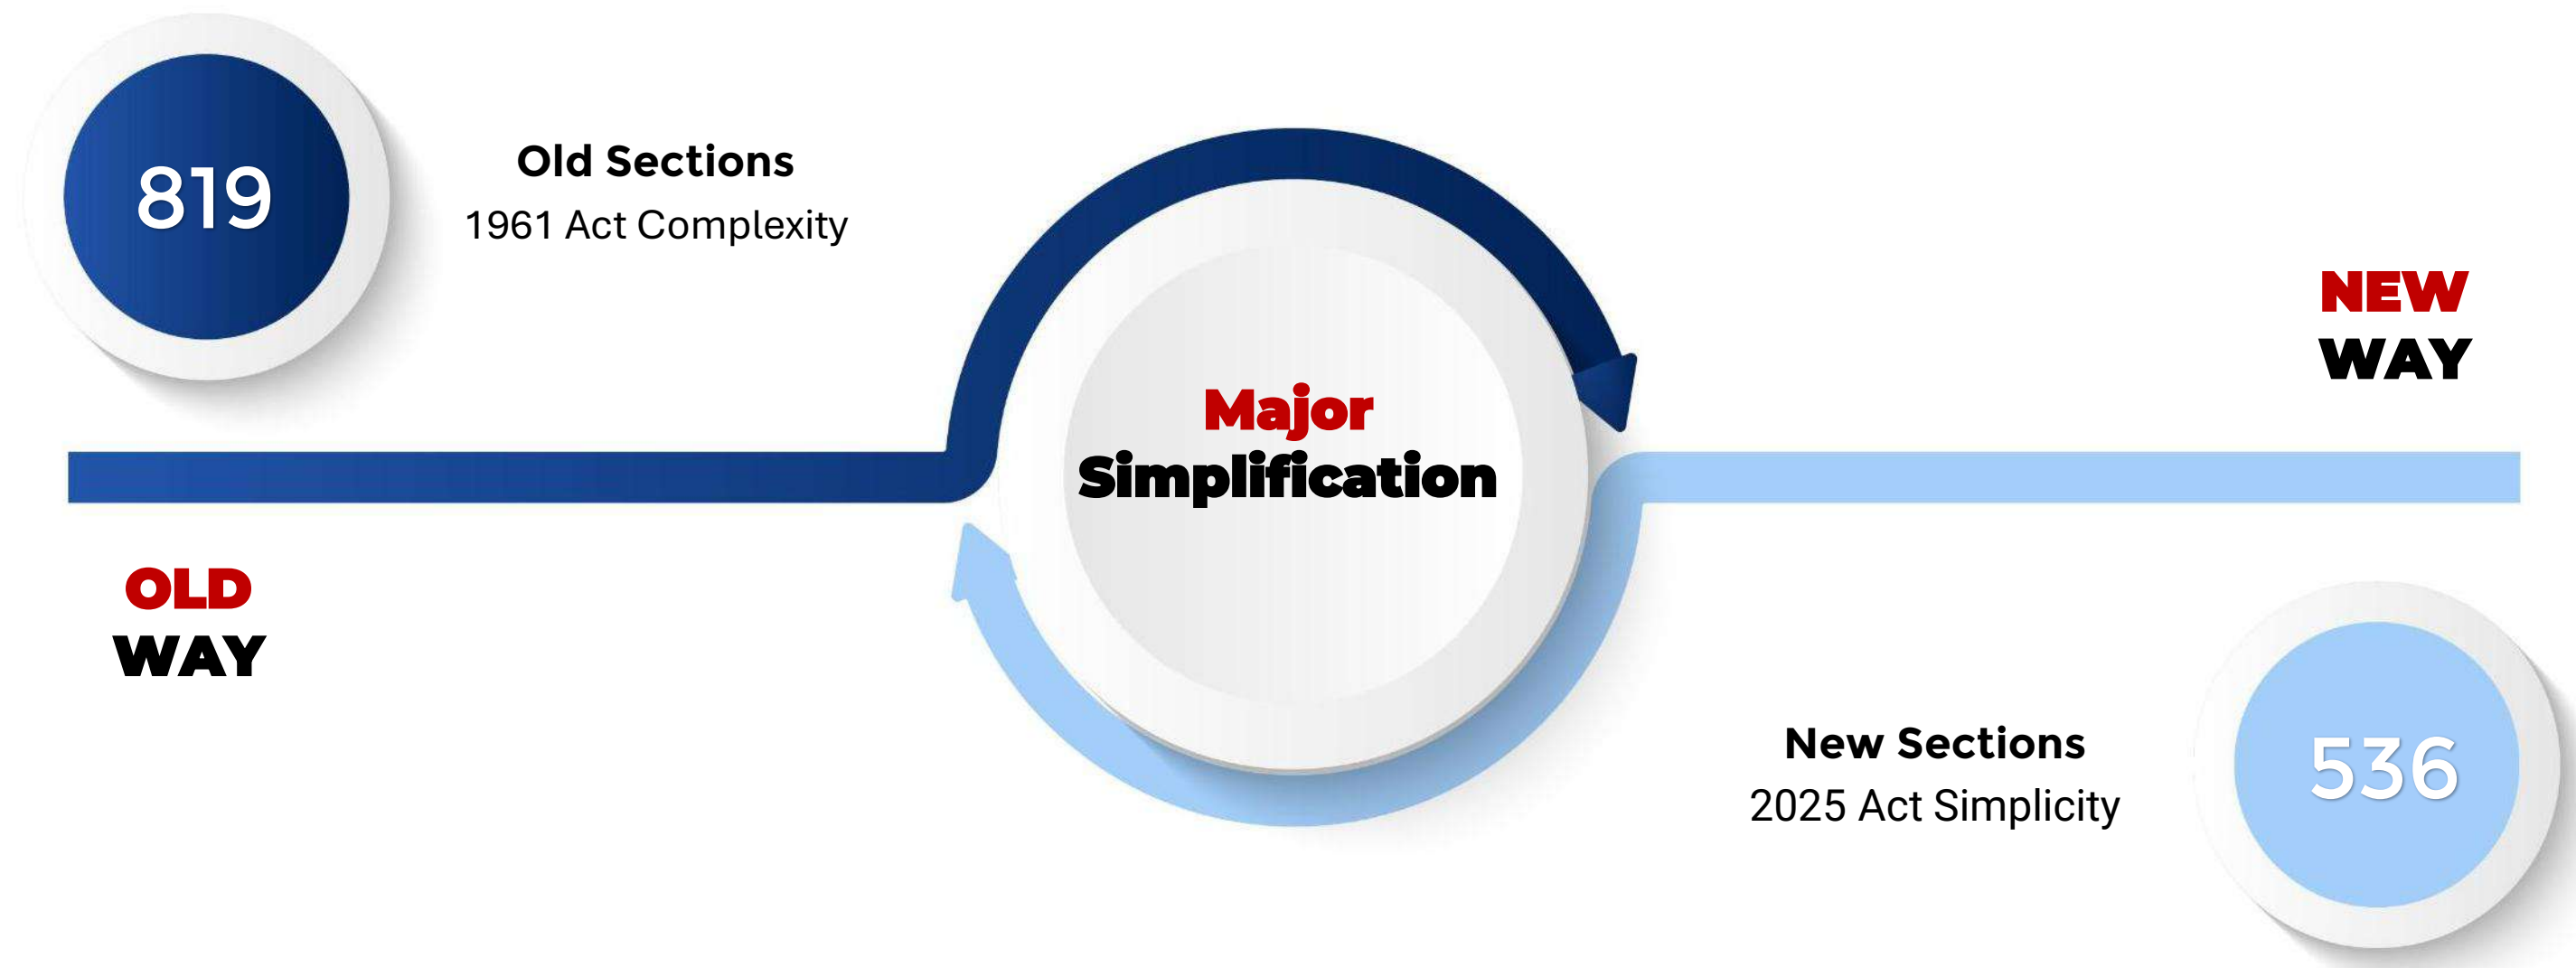 819
Old Sections
1961 Act Complexity
OLD
WAY
Major
Simplification
NEW
WAY
New Sections
2025 Act Simplicity
536